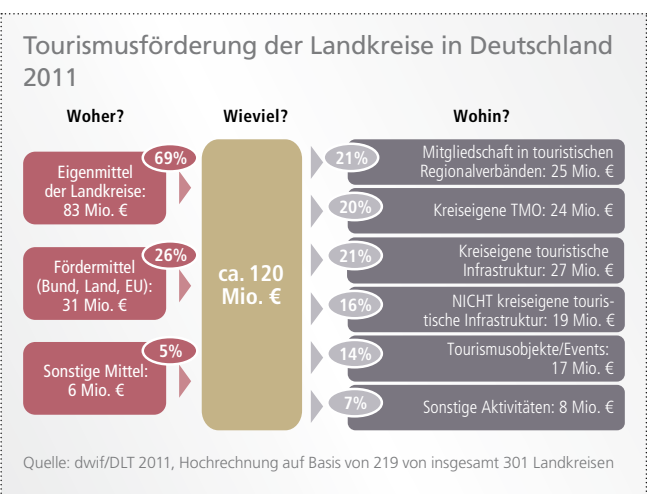 Tourismusförderung der Landkreise in Deutschland
2011
Woher?
Wieviel?
Wohin?
69%
Eigenmittel
der Landkreise:
83 Mio. €
26%
Fördermittel
(Bund, Land, EU):
31 Mio. €
5%
Sonstige Mittel:
6 Mio. €
ca. 120
Mio. €
21%
Mitgliedschaft in touristischen
Regionalverbänden: 25 Mio. €
20%
Kreiseigene TMO: 24 Mio. €
21%
Kreiseigene touristische
Infrastruktur: 27 Mio. €
16%
NICHT kreiseigene touris-
tische Infrastruktur: 19 Mio. €
14%
Tourismusobjekte/Events:
17 Mio. €
7%
Sonstige Aktivitäten: 8 Mio. €
Quelle: dwif/DLT 2011, Hochrechnung auf Basis von 219 von insgesamt 301 Landkreisen